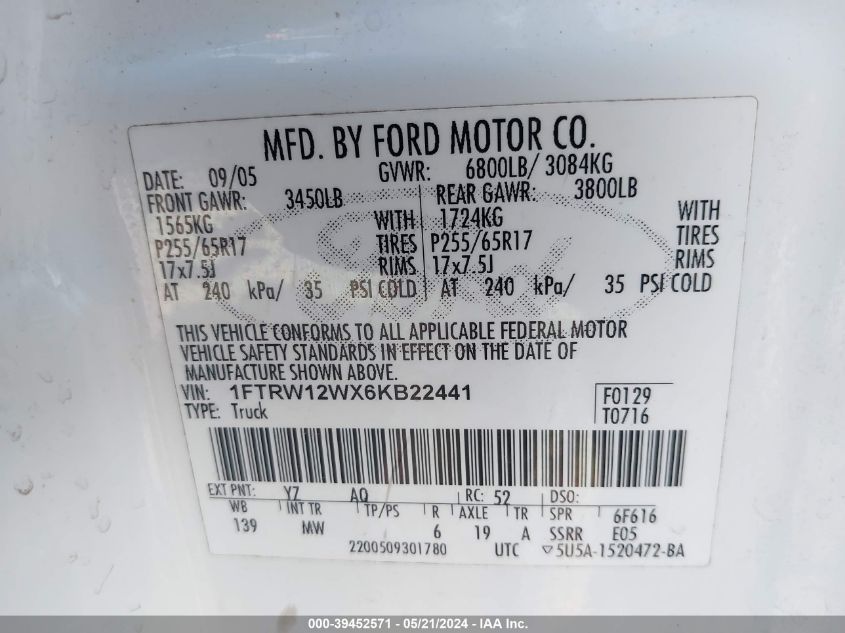 MFD. BY FORD MOTOR CO.
DATE: 09/05 GVWR: 6800LB/ 3084KG
FRONT GAWR: 3450LB REAR GAWR: 3800LB
1565KG WITH 1724KG WITH
P255/65R17 TIRES P255/65R17 TIRES
17x7.5J RIMS 17x7.5J RIMS
AT 240 kPa/ 35 PSI COLD AT 240 kPa/ 35 PSI COLD
THIS VEHICLE CONFORMS TO ALL APPLICABLE FEDERAL MOTOR
VEHICLE SAFETY STANDARDS IN EFFECT ON THE DATE OF
MANUFACTURE SHOWN ABOVE.
VIN: 1FTRW12WX6KB22441 F0129
TYPE: Truck T0716
EXT PNT: YZ AQ RC: 52 DSO:
WB INT TR TP/PS R AXLE TR SPR 6F616
139 MW 6 19 A SSRR E05
2200509301780 UTC ▽5U5A-1520472-BA
000-39452571 - 05/21/2024 - IAA Inc.